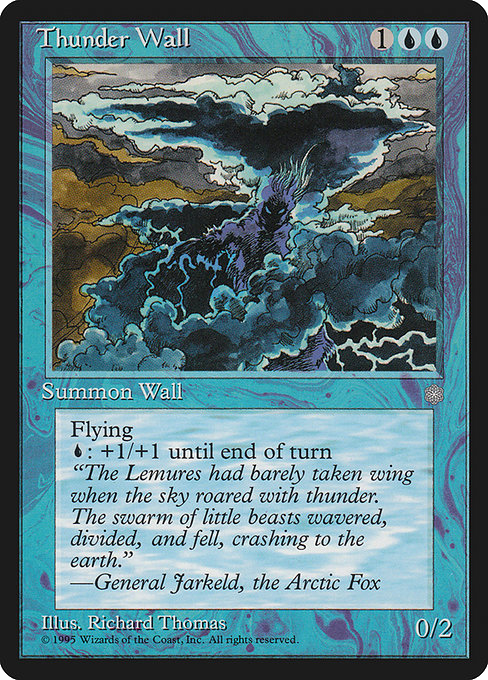 Thunder Wall 1
Summon Wall
Flying
: +1/+1 until end of turn
“The Lemures had barely taken wing
when the sky roared with thunder.
The swarm of little beasts wavered,
divided, and fell, crashing to the
earth.”
—General Jarkeld, the Arctic Fox
Illus. Richard Thomas
0/2
© 1995 Wizards of the Coast, Inc. All rights reserved.